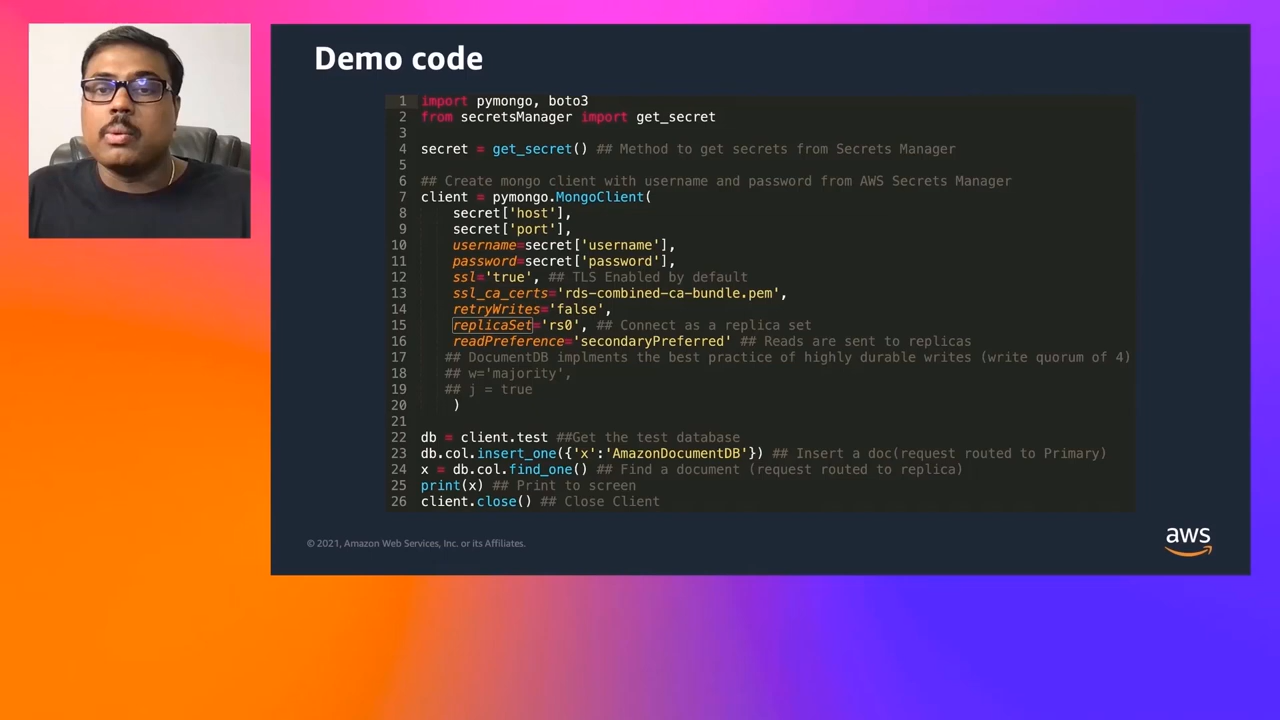 Demo code
1 import pymongo, boto3
2 from secretsManager import get_secret
3
4 secret = get_secret() ## Method to get secrets from Secrets Manager
5
6 ## Create mongo client with username and password from AWS Secrets Manager
7 client = pymongo.MongoClient(
8 secret['host'],
9 secret['port'],
10 username=secret['username'],
11 password=secret['password'],
12 ssl='true', ## TLS Enabled by default
13 ssl_ca_certs='rds-combined-ca-bundle.pem',
14 retryWrites='false',
15 replicaSet='rs0', ## Connect as a replica set
16 readPreference='secondaryPreferred' ## Reads are sent to replicas
17 ## DocumentDB implments the best practice of highly durable writes (write quorum of 4)
18 ## w='majority',
19 ## j = true
20 )
21
22 db = client.test ##Get the test database
23 db.col.insert_one({'x':'AmazonDocumentDB'}) ## Insert a doc(request routed to Primary)
24 x = db.col.find_one() ## Find a document (request routed to replica)
25 print(x) ## Print to screen
26 client.close() ## Close Client
© 2021, Amazon Web Services, Inc. or its Affiliates.
aws